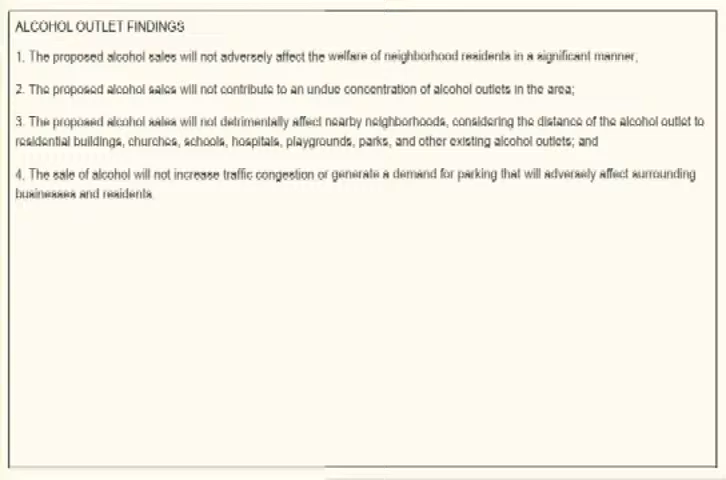 ALCOHOL OUTLET FINDINGS
1. The proposed alcohol sales will not adversely affect the welfare of neighborhood residents in a significant manner;
2. The proposed alcohol sales will not contribute to an undue concentration of alcohol outlets in the area;
3. The proposed alcohol sales will not detrimentally affect nearby neighborhoods, considering the distance of the alcohol outlet to
residential buildings, churches, schools, hospitals, playgrounds, parks, and other existing alcohol outlets; and
4. The sale of alcohol will not increase traffic congestion or generate a demand for parking that will adversely affect surrounding
businesses and residents.